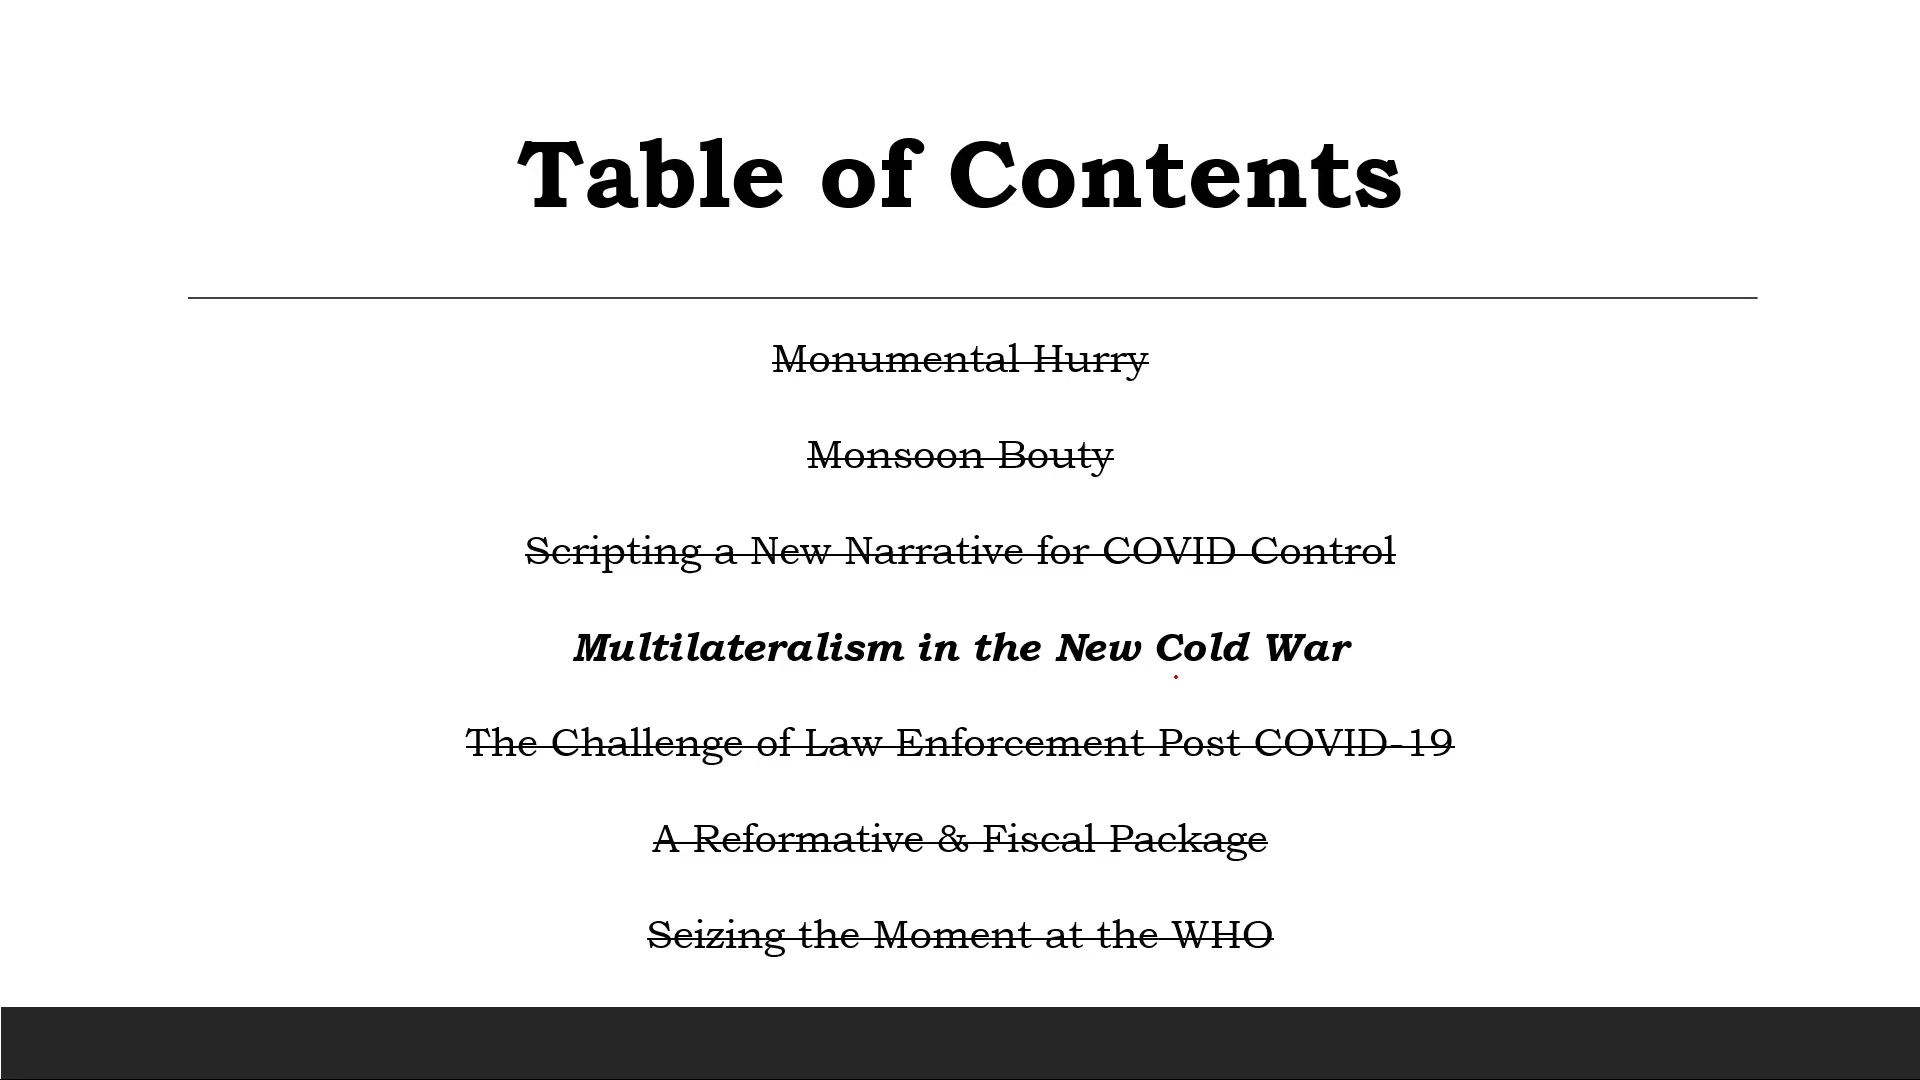 Table of Contents
Monumental Hurry
Monsoon Bouty
Scripting a New Narrative for COVID Control
Multilateralism in the New Cold War
The Challenge of Law Enforcement Post COVID-19
A Reformative & Fiscal Package
Seizing the Moment at the WHO